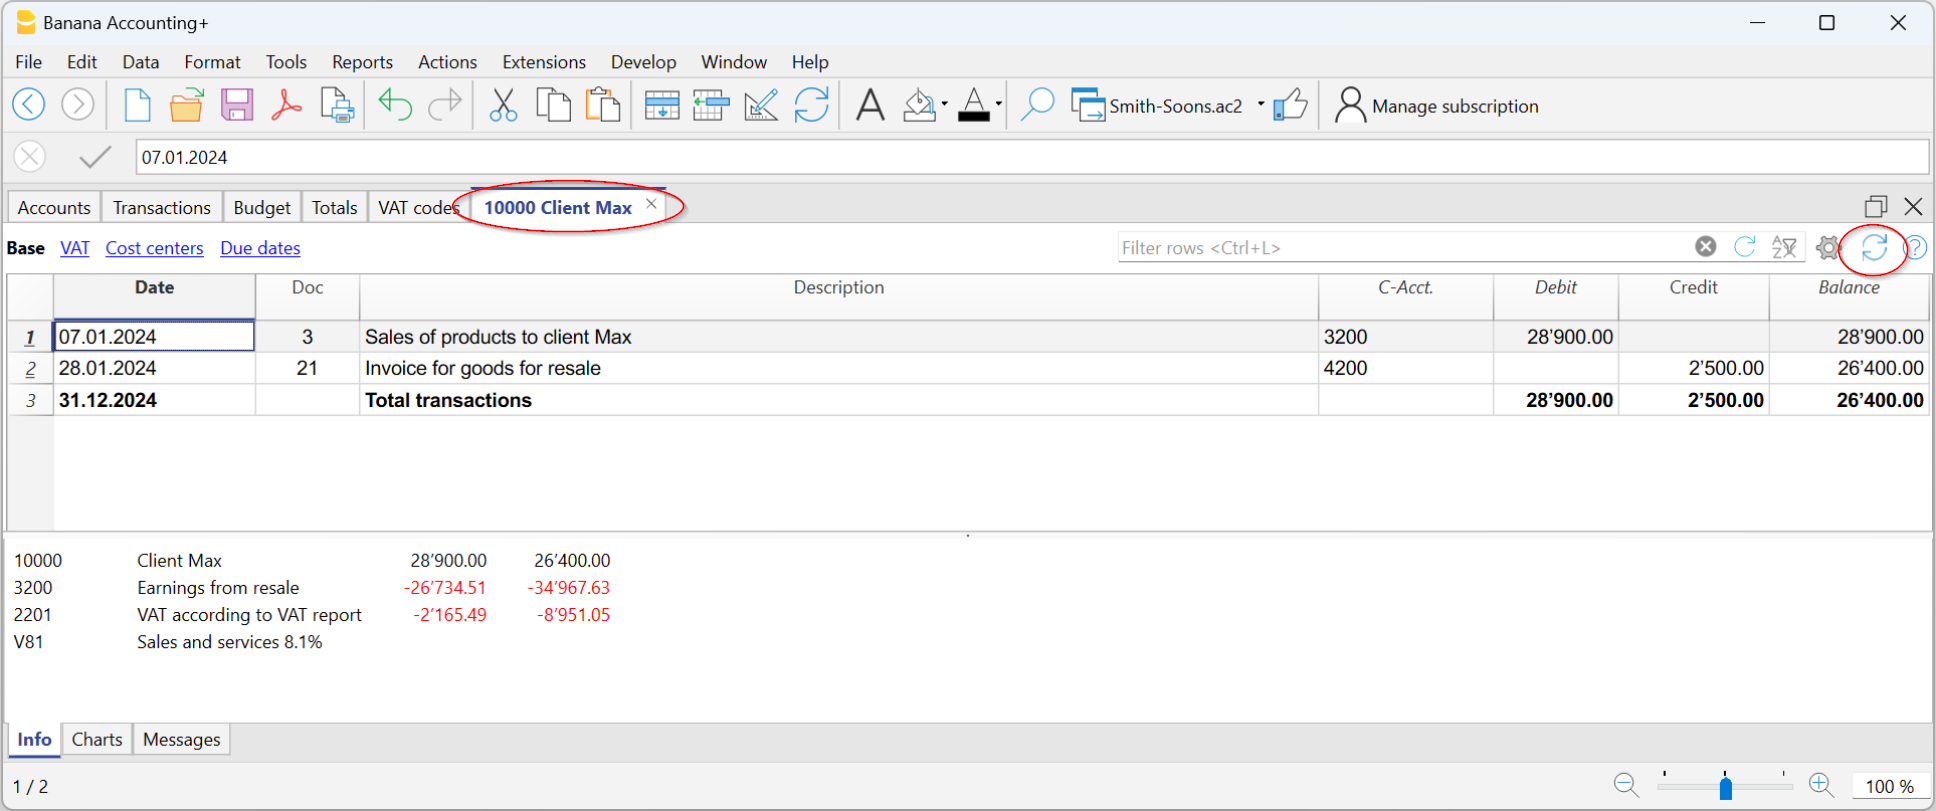 Banana Accounting+
File Edit Data Format Tools Reports Actions Extensions Develop Window Help
A A Smith-Soons.ac2 Manage subscription
07.01.2024
Accounts Transactions Budget Totals VAT codes 10000 Client Max
Base VAT Cost centers Due dates Filter rows <Ctrl+L> AZ ?
Date Doc Description C-Acct. Debit Credit Balance
1 07.01.2024 3 Sales of products to client Max 3200 28’900.00 28’900.00
2 28.01.2024 21 Invoice for goods for resale 4200 2’500.00 26’400.00
3 31.12.2024 Total transactions 28’900.00 2’500.00 26’400.00
10000 Client Max 28’900.00 26’400.00
3200 Earnings from resale -26’734.51 -34’967.63
2201 VAT according to VAT report -2’165.49 -8’951.05
V81 Sales and services 8.1%
Info Charts Messages
1 / 2 100 %